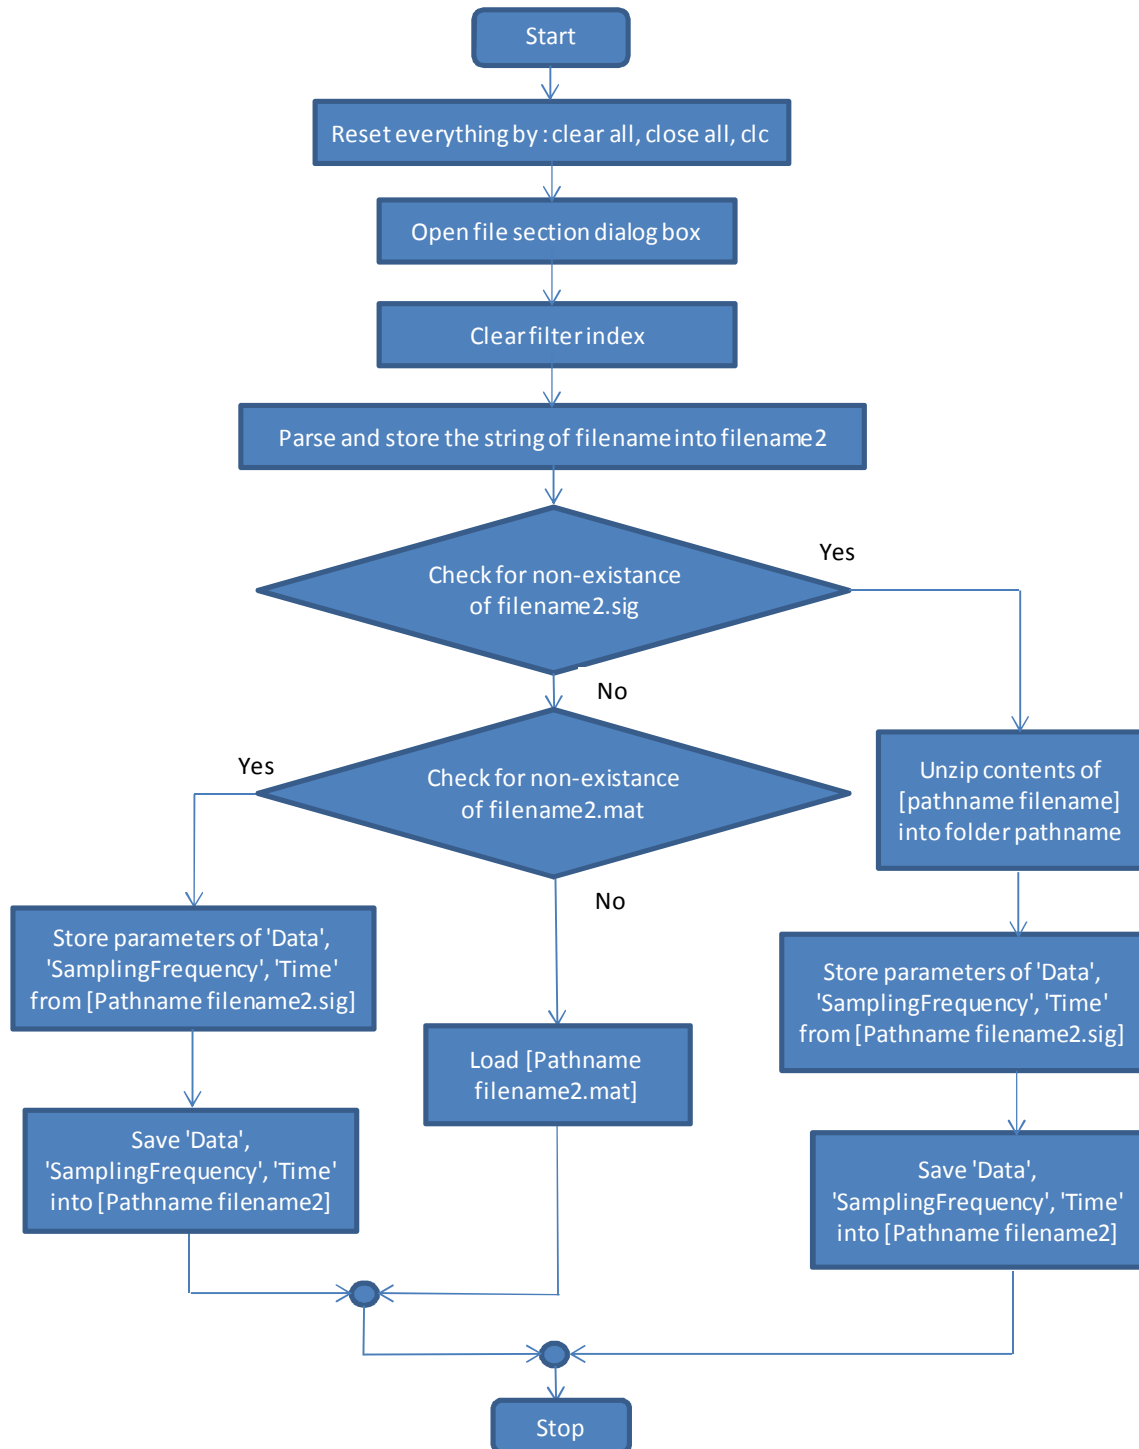 Start
Reset everything by : clear all, close all, clc
Open file section dialog box
Clear filter index
Parse and store the string of filename into filename2
Check for non-existance
of filename2.sig
Yes
No
Check for non-existance
of filename2.mat
Yes
No
Unzip contents of
[pathname filename]
into folder pathname
Store parameters of 'Data',
'SamplingFrequency', 'Time'
from [Pathname filename2.sig]
Load [Pathname
filename2.mat]
Store parameters of 'Data',
'SamplingFrequency', 'Time'
from [Pathname filename2.sig]
Save 'Data',
'SamplingFrequency', 'Time'
into [Pathname filename2]
Save 'Data',
'SamplingFrequency', 'Time'
into [Pathname filename2]
Stop